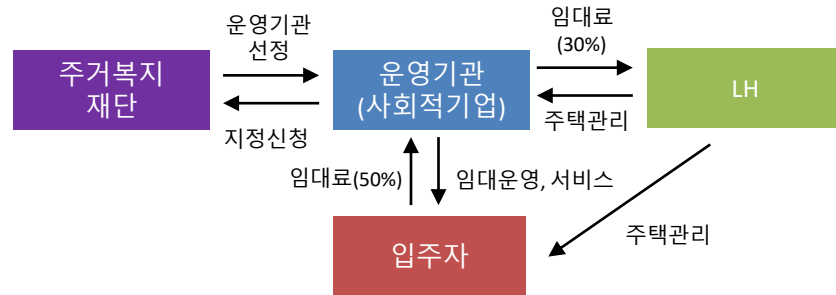 운영기관
선정
임대료
(30%)
주거복지
재단
운영기관
(사회적기업)
LH
지정신청
주택관리
임대료(50%)
임대운영, 서비스
주택관리
입주자